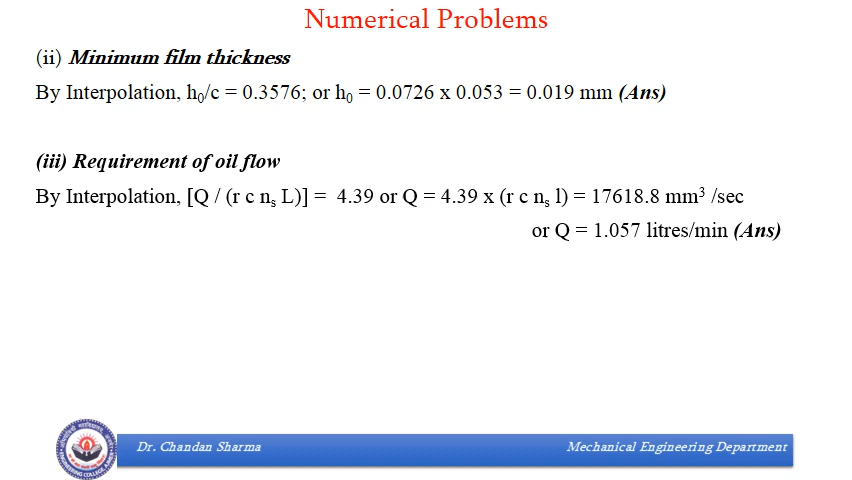 Numerical Problems
(ii) Minimum film thickness
By Interpolation, h₀/c = 0.3576; or h₀ = 0.0726 x 0.053 = 0.019 mm (Ans)
(iii) Requirement of oil flow
By Interpolation, [Q / (r c nₛ L)] = 4.39 or Q = 4.39 x (r c nₛ l) = 17618.8 mm³ /sec
or Q = 1.057 litres/min (Ans)
Dr. Chandan Sharma
Mechanical Engineering Department